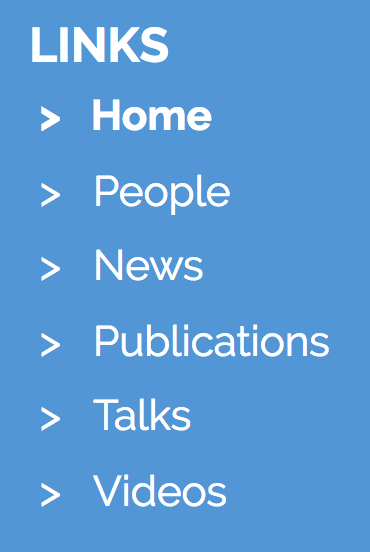 LINKS
> Home
> People
> News
> Publications
> Talks
> Videos